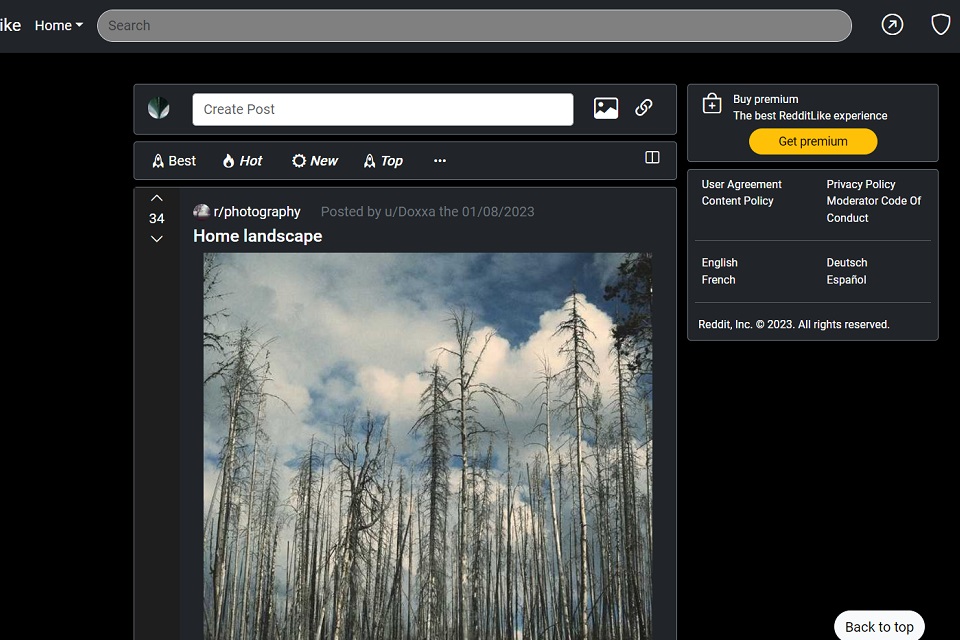 ike Home Search
Create Post
Best Hot New Top ...
34
r/photography Posted by u/Doxxa the 01/08/2023
Home landscape
Buy premium
The best RedditLike experience
Get premium
User Agreement Privacy Policy
Content Policy Moderator Code Of
Conduct
English Deutsch
French Español
Reddit, Inc. © 2023. All rights reserved.
Back to top